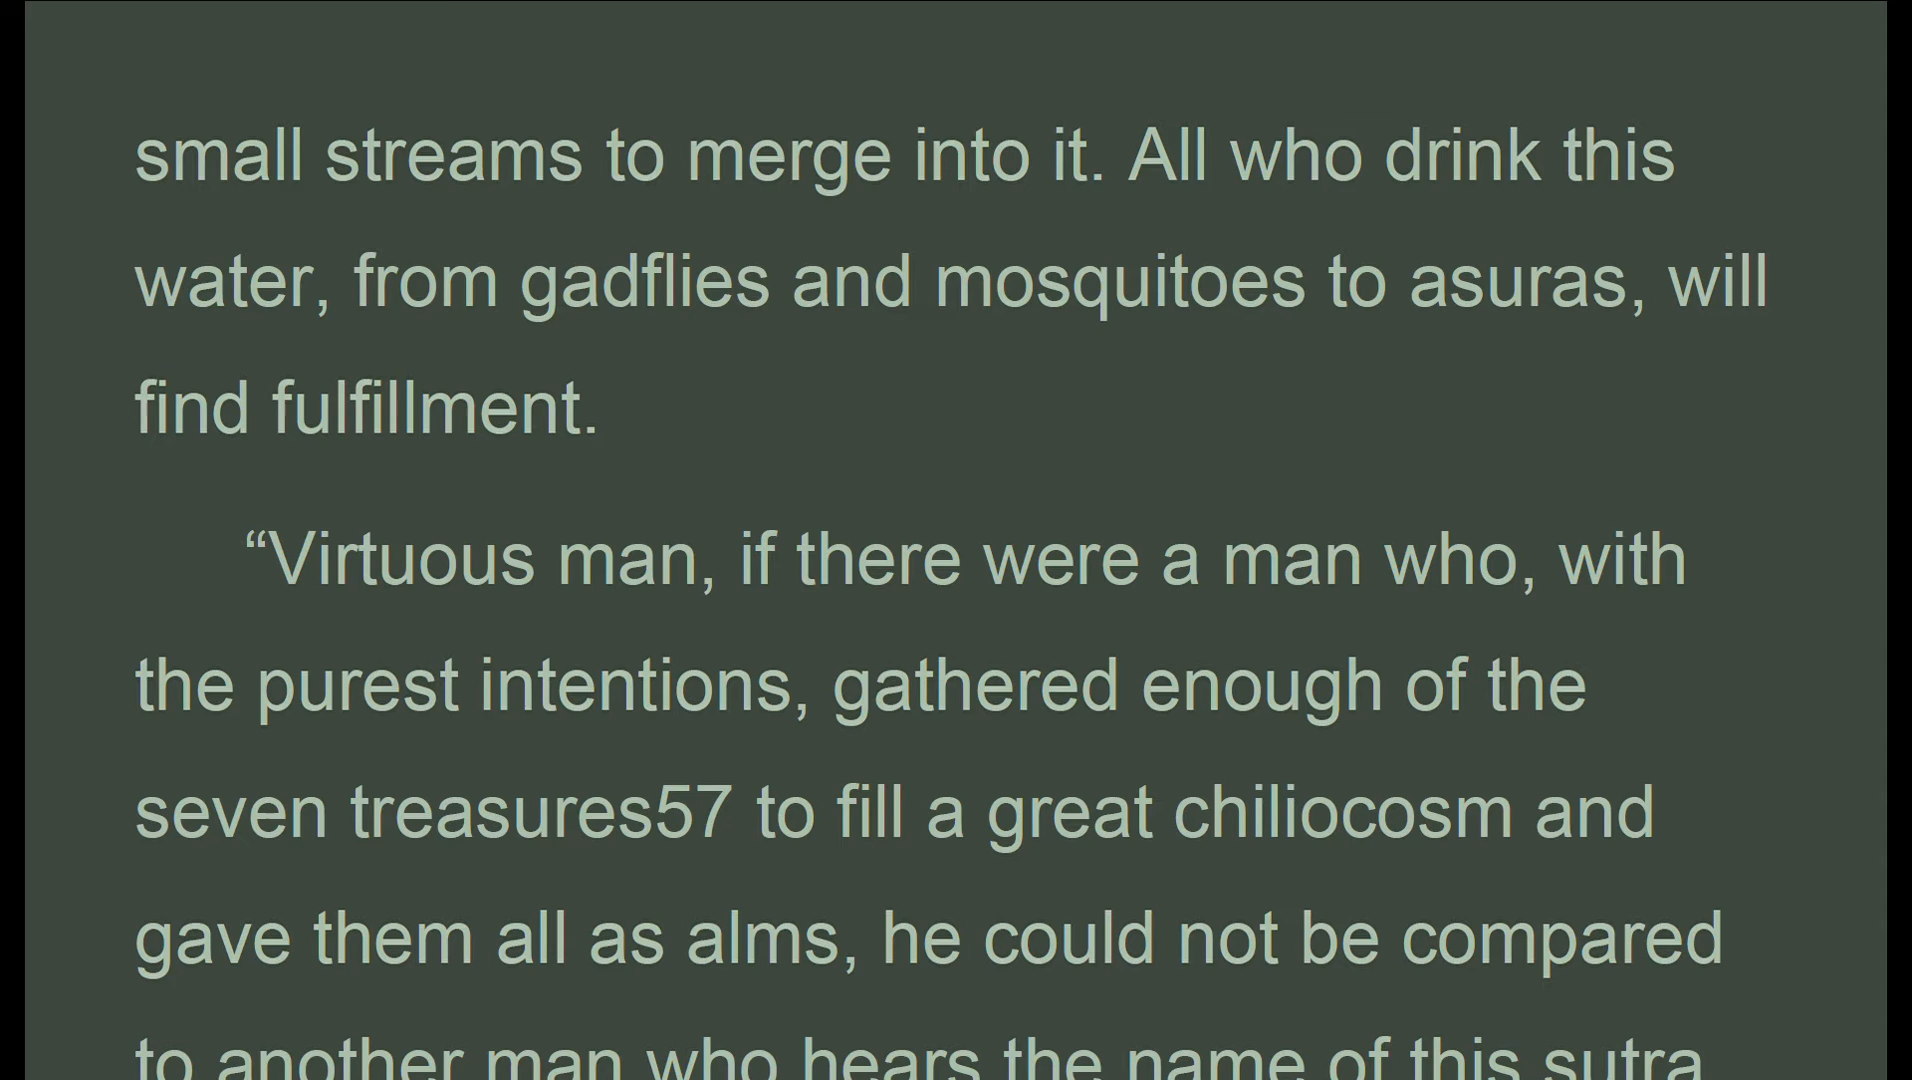 small streams to merge into it. All who drink this
water, from gadflies and mosquitoes to asuras, will
find fulfillment.
“Virtuous man, if there were a man who, with
the purest intentions, gathered enough of the
seven treasures57 to fill a great chiliocosm and
gave them all as alms, he could not be compared
to another man who hears the name of this sutra